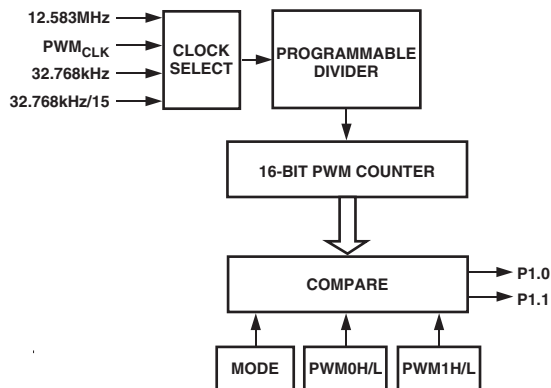 12.583MHz
PWMCLK
32.768kHz
32.768kHz/15
CLOCK
SELECT
PROGRAMMABLE
DIVIDER
16-BIT PWM COUNTER
COMPARE
P1.0
P1.1
MODE
PWM0H/L
PWM1H/L